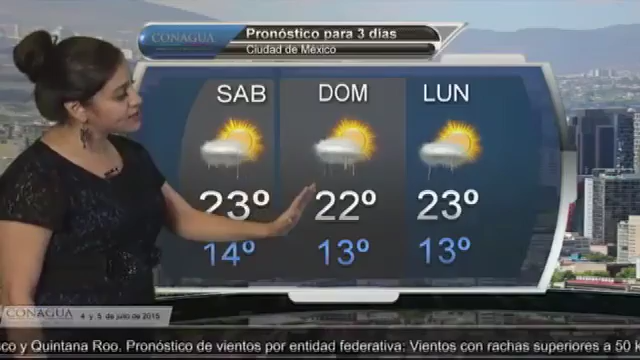 CONAGUA
Pronóstico para 3 días
Ciudad de México
SAB DOM LUN
23º 22º 23º
14º 13º 13º
CONAGUA
4 y 5 de julio de 2015
sco y Quintana Roo. Pronóstico de vientos por entidad federativa: Vientos con rachas superiores a 50 k